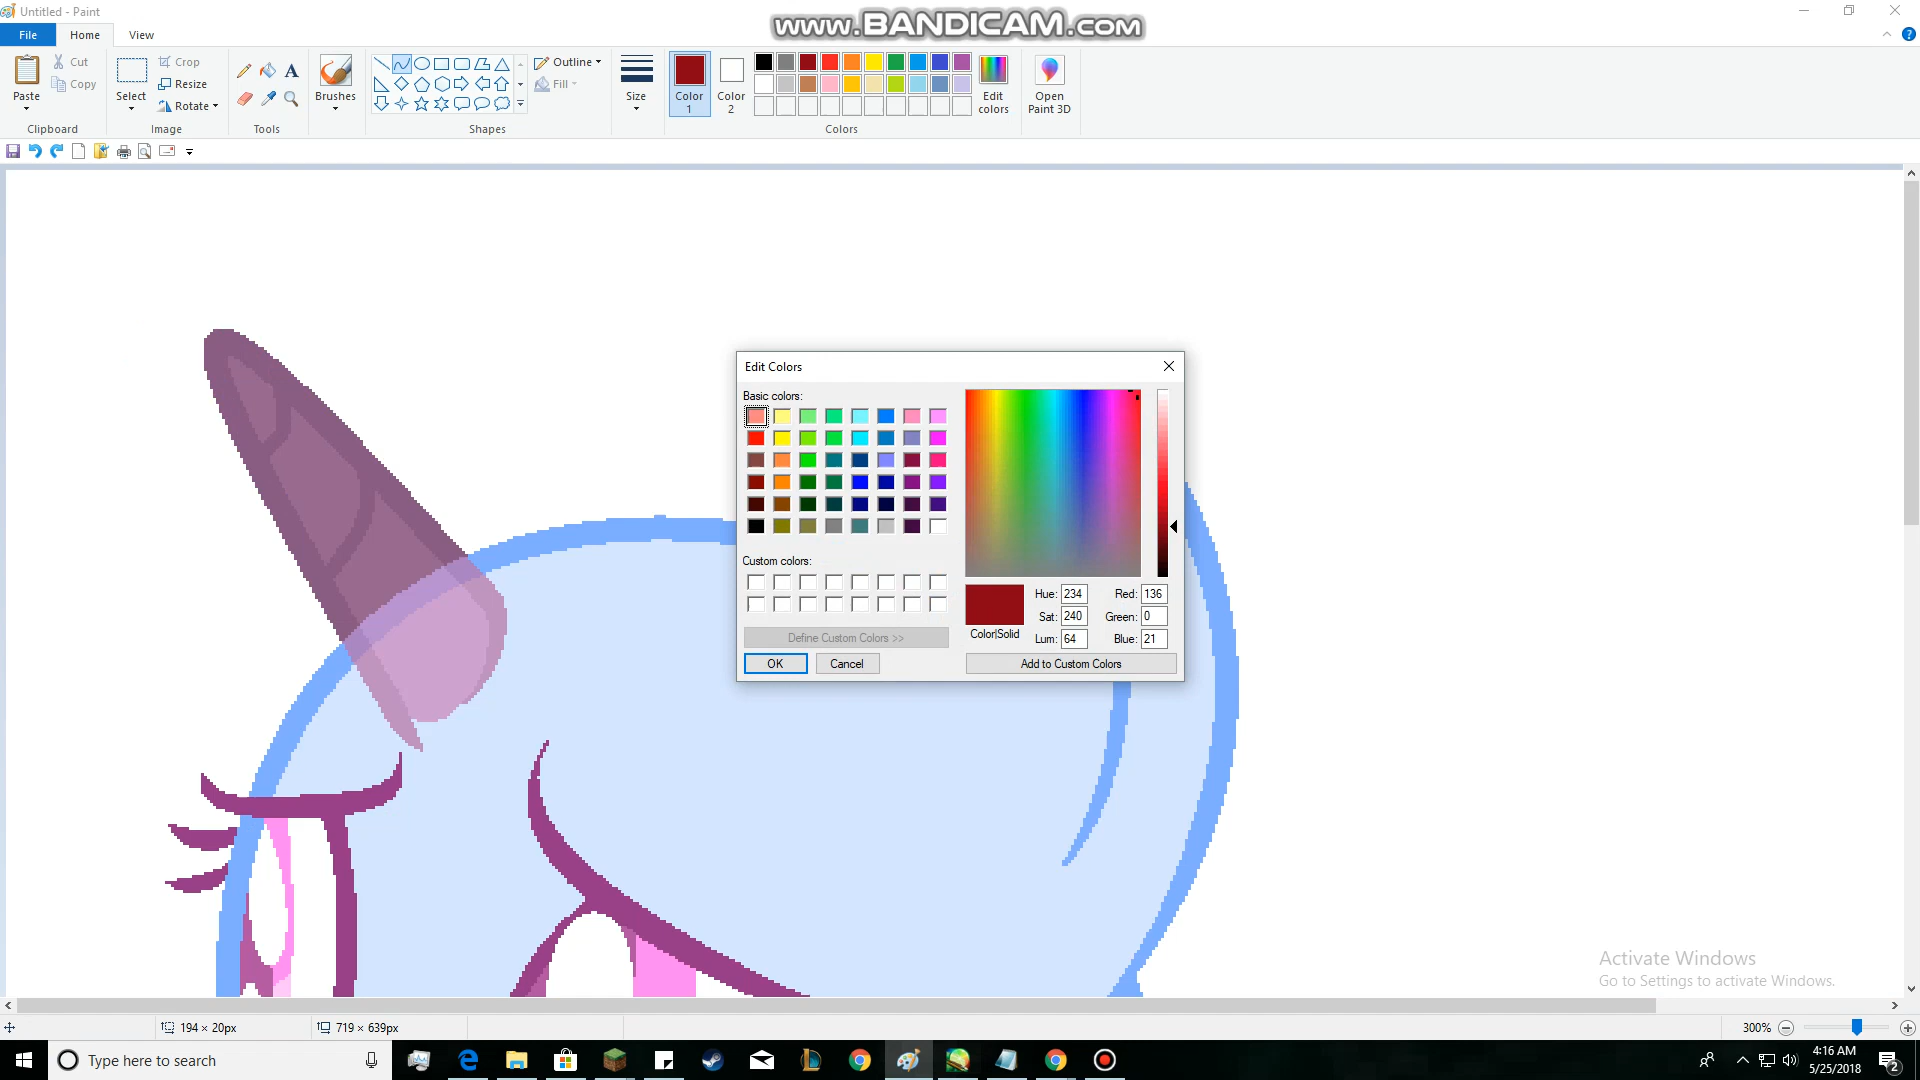 Untitled - Paint
www.BANDICAM.com
File Home View
Paste Cut Copy Clipboard
Select Crop Resize Rotate Image
Tools
Brushes
Shapes Outline Fill
Size
Color 1 Color 2 Edit colors Colors
Open Paint 3D
Edit Colors
Basic colors:
Custom colors:
Define Custom Colors >>
OK Cancel
Color|Solid
Hue: 234 Red: 136
Sat: 240 Green: 0
Lum: 64 Blue: 21
Add to Custom Colors
Activate Windows
Go to Settings to activate Windows.
194 × 20px 719 × 639px 300%
Type here to search
4:16 AM
5/25/2018
2